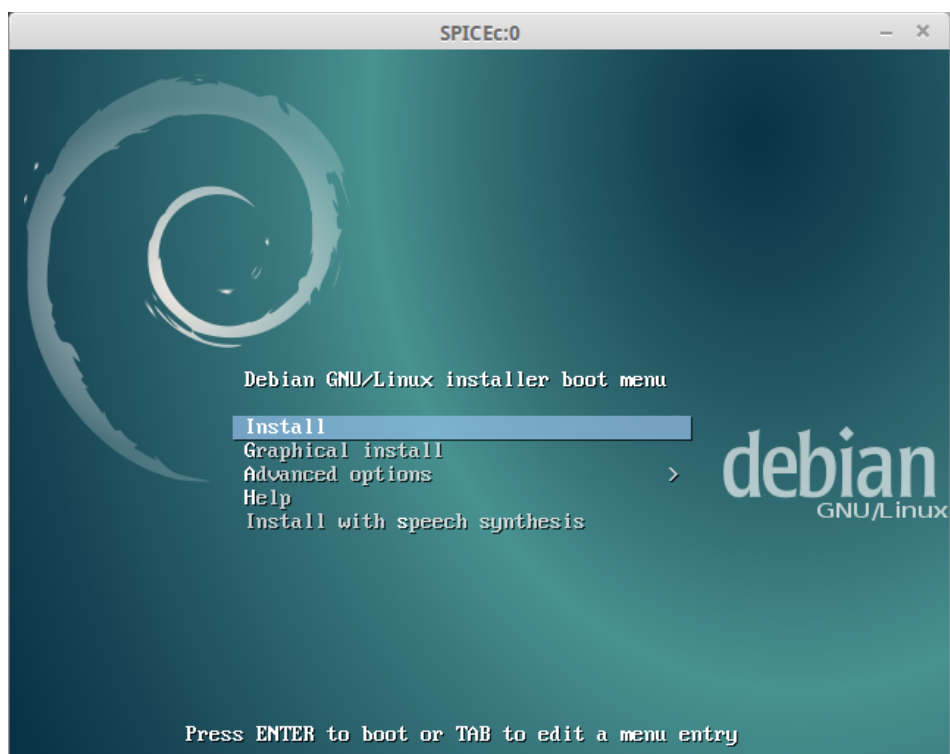 SPICEc:0
Debian GNU/Linux installer boot menu
Install
Graphical install
Advanced options >
Help
Install with speech synthesis
debian
GNU/Linux
Press ENTER to boot or TAB to edit a menu entry